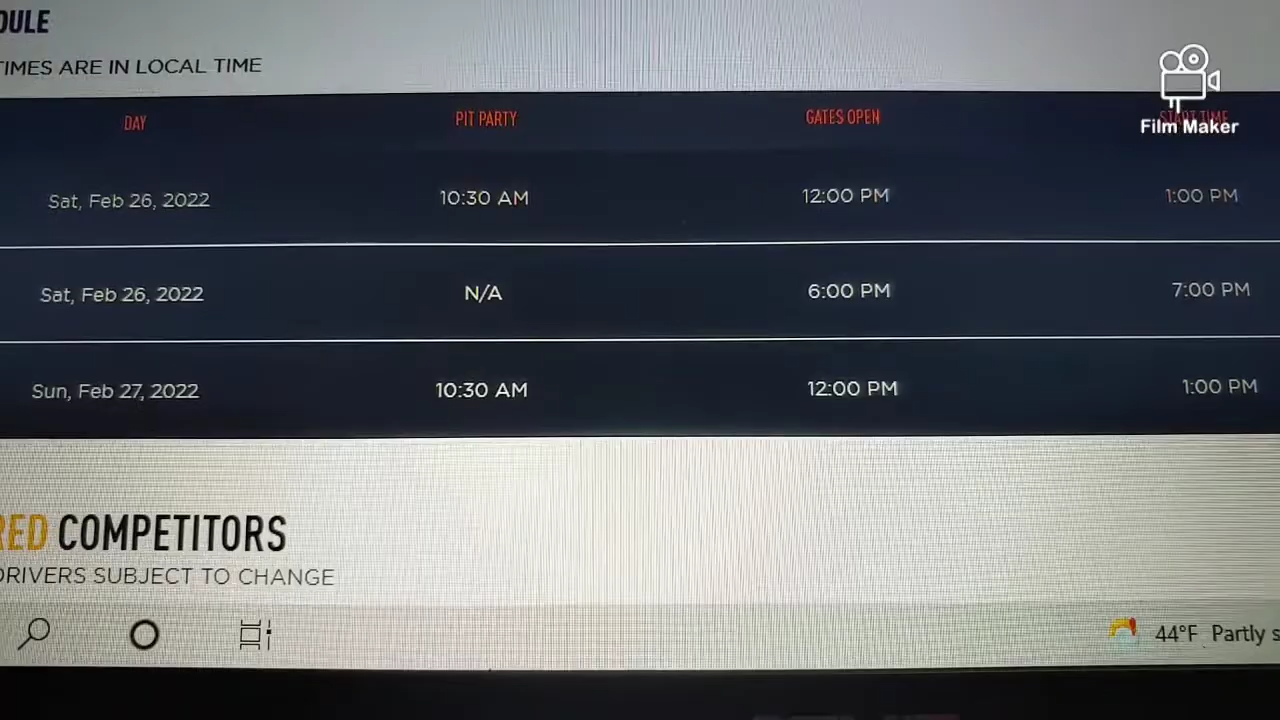 DULE
TIMES ARE IN LOCAL TIME
DAY PIT PARTY GATES OPEN START TIME
Film Maker
Sat, Feb 26, 2022 10:30 AM 12:00 PM 1:00 PM
Sat, Feb 26, 2022 N/A 6:00 PM 7:00 PM
Sun, Feb 27, 2022 10:30 AM 12:00 PM 1:00 PM
RED COMPETITORS
DRIVERS SUBJECT TO CHANGE
44°F Partly s